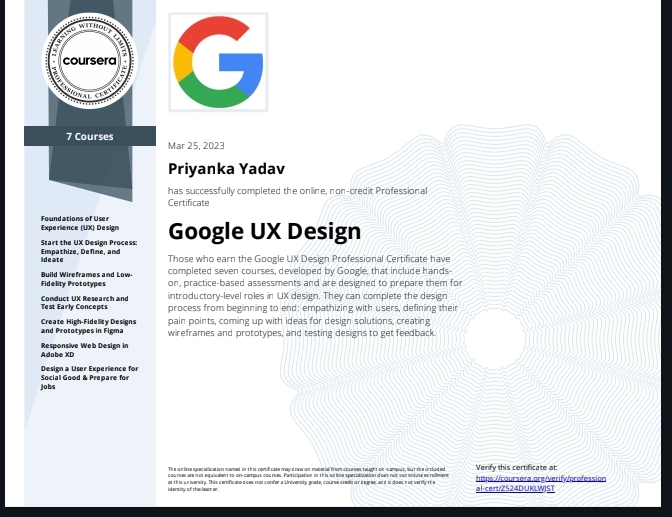 LEARNING WITHOUT LIMITS
coursera
PROFESSIONAL CERTIFICATE
7 Courses
Foundations of User
Experience (UX) Design
Start the UX Design Process:
Empathize, Define, and
Ideate
Build Wireframes and Low-
Fidelity Prototypes
Conduct UX Research and
Test Early Concepts
Create High-Fidelity Designs
and Prototypes in Figma
Responsive Web Design in
Adobe XD
Design a User Experience for
Social Good & Prepare for
Jobs
G
Mar 25, 2023
Priyanka Yadav
has successfully completed the online, non-credit Professional
Certificate
Google UX Design
Those who earn the Google UX Design Professional Certificate have
completed seven courses, developed by Google, that include hands-
on, practice-based assessments and are designed to prepare them for
introductory-level roles in UX design. They can complete the design
process from beginning to end: empathizing with users, defining their
pain points, coming up with ideas for design solutions, creating
wireframes and prototypes, and testing designs to get feedback.
The online specialization named in this certificate may draw on material from courses taught on-campus, but the included
courses are not equivalent to on-campus courses. Participation in this online specialization does not constitute enrollment
at this university. This certificate does not confer a University grade, course credit or degree, and it does not verify the
identity of the learner.
Verify this certificate at:
https://coursera.org/verify/profession
al-cert/Z524DUKLWJST